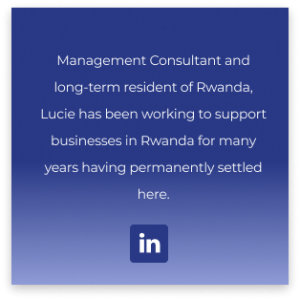 Management Consultant and
long-term resident of Rwanda,
Lucie has been working to support
businesses in Rwanda for many
years having permanently settled
here.
in